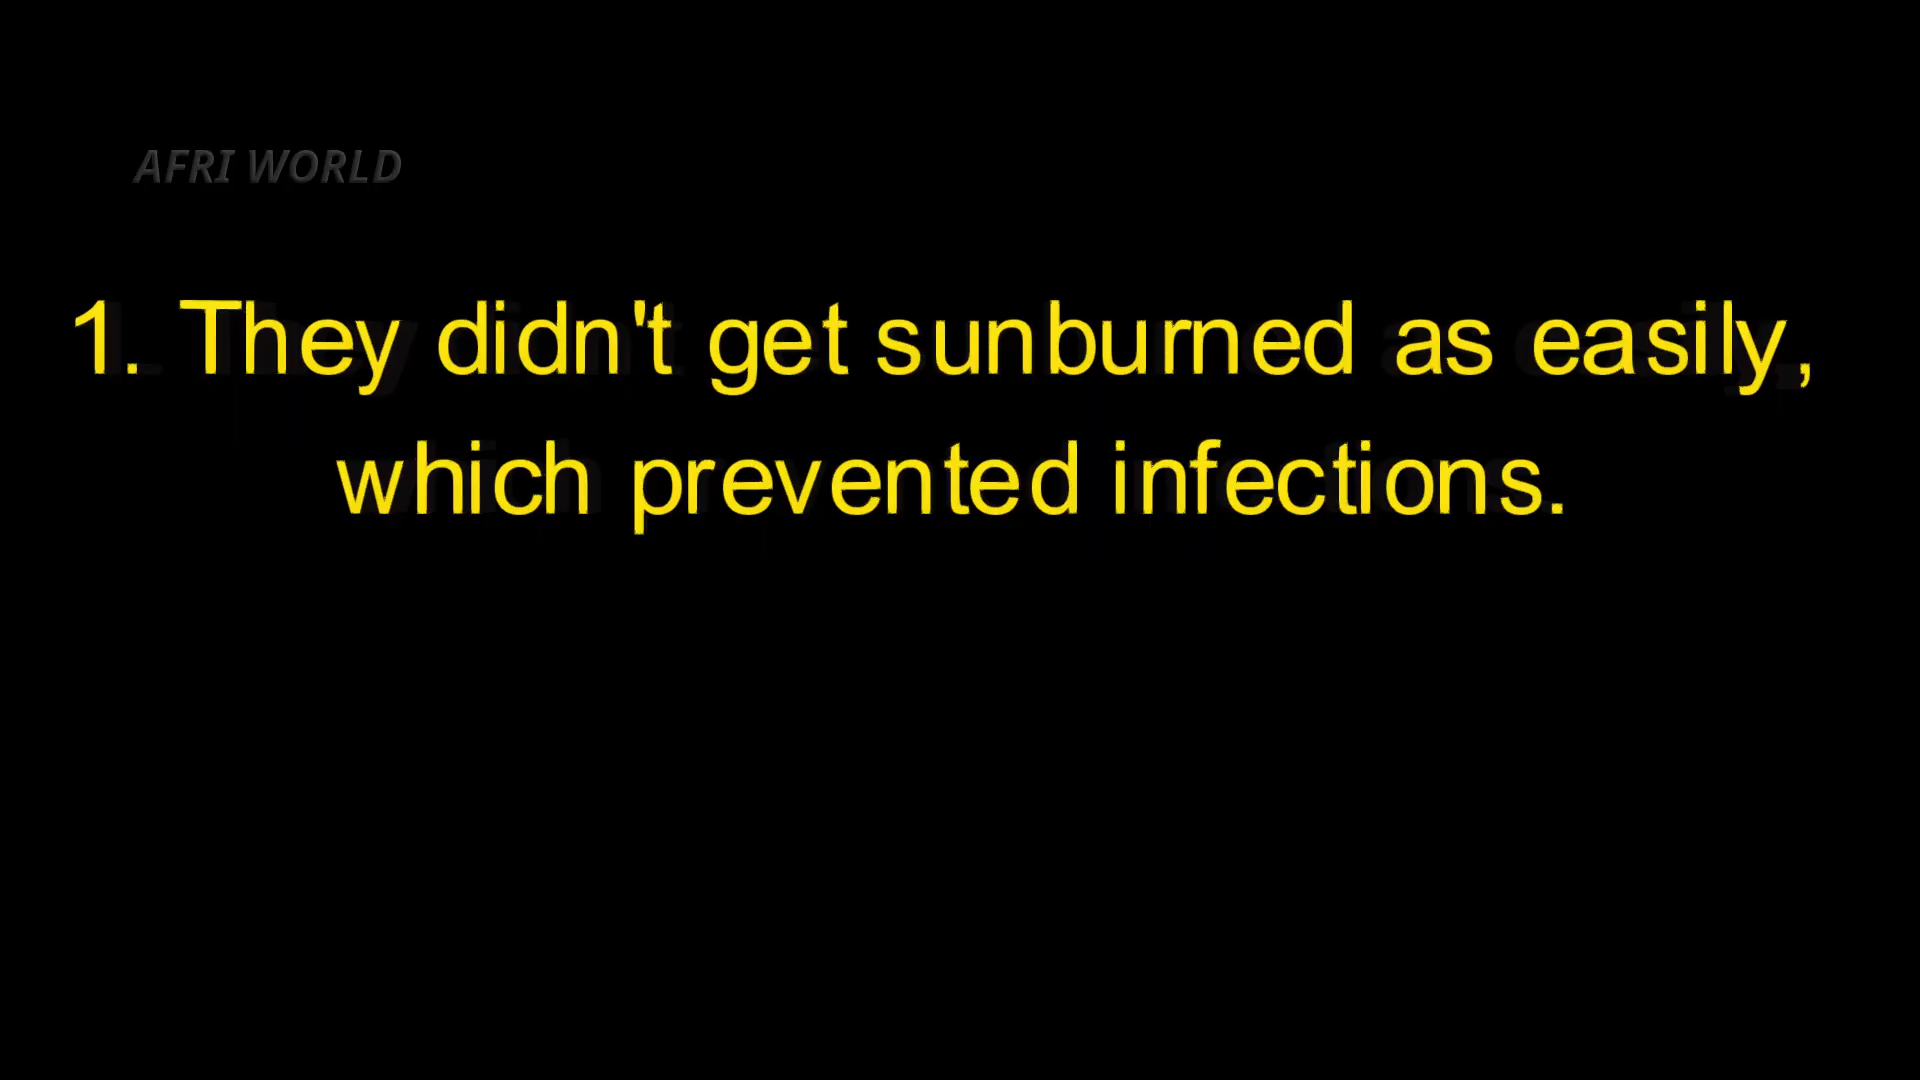 AFRI WORLD
1. They didn't get sunburned as easily,
which prevented infections.